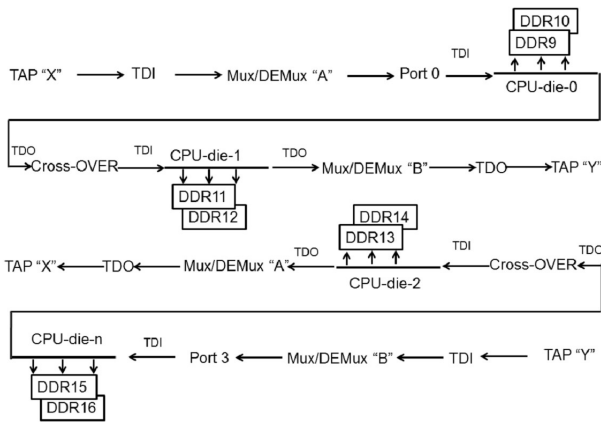 DDR10
DDR9
TAP “X” TDI Mux/DEMux “A” Port 0 TDI
CPU-die-0
TDO Cross-OVER TDI CPU-die-1 TDO Mux/DEMux “B” TDO TAP “Y”
DDR11
DDR12
DDR14
DDR13
TAP “X” TDO Mux/DEMux “A” TDO CPU-die-2 TDI Cross-OVER TDO
CPU-die-n TDI Port 3 Mux/DEMux “B” TDI TAP “Y”
DDR15
DDR16